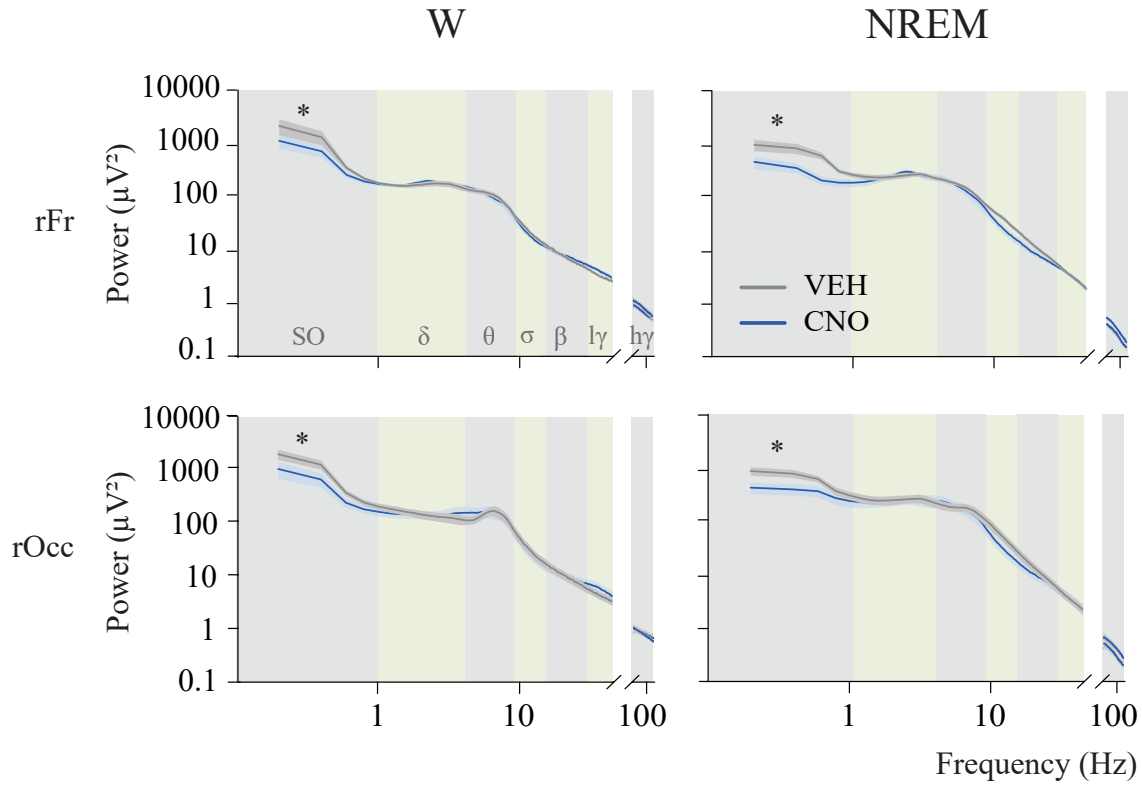 W NREM
10000
*
*
1000
rFr
Power (µV²)
100
10
VEH
1
CNO
SO δ θ σ β lγ hγ
0.1
10000
*
*
1000
rOcc
Power (µV²)
100
10
1
0.1
1 10 100 1 10 100
Frequency (Hz)